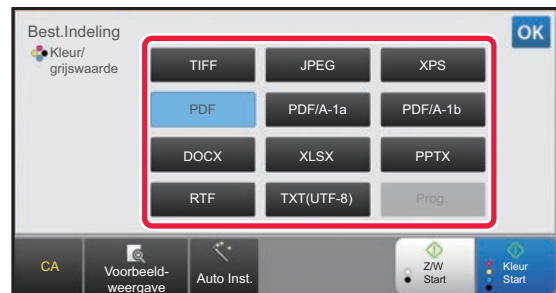 Best.Indeling
OK
Kleur/
grijswaarde
TIFF
JPEG
XPS
PDF
PDF/A-1a
PDF/A-1b
DOCX
XLSX
PPTX
RTF
TXT(UTF-8)
Prog.
CA
Voorbeeld-
weergave
Auto Inst.
Z/W
Start
Kleur
Start